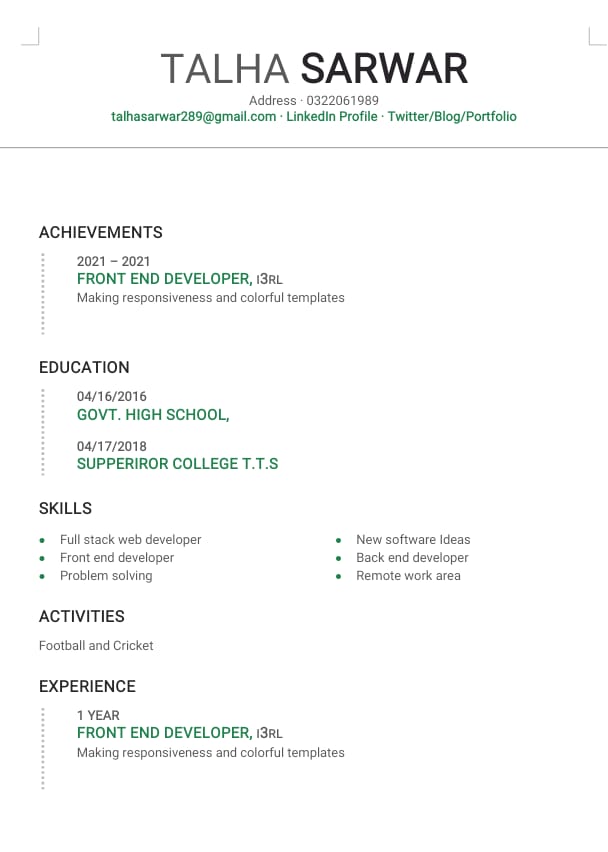 TALHA SARWAR
Address · 0322061989
talhasarwar289@gmail.com · LinkedIn Profile · Twitter/Blog/Portfolio
ACHIEVEMENTS
2021 – 2021
FRONT END DEVELOPER, I3RL
Making responsiveness and colorful templates
EDUCATION
04/16/2016
GOVT. HIGH SCHOOL,
04/17/2018
SUPPERIROR COLLEGE T.T.S
SKILLS
• Full stack web developer
• Front end developer
• Problem solving
• New software Ideas
• Back end developer
• Remote work area
ACTIVITIES
Football and Cricket
EXPERIENCE
1 YEAR
FRONT END DEVELOPER, I3RL
Making responsiveness and colorful templates